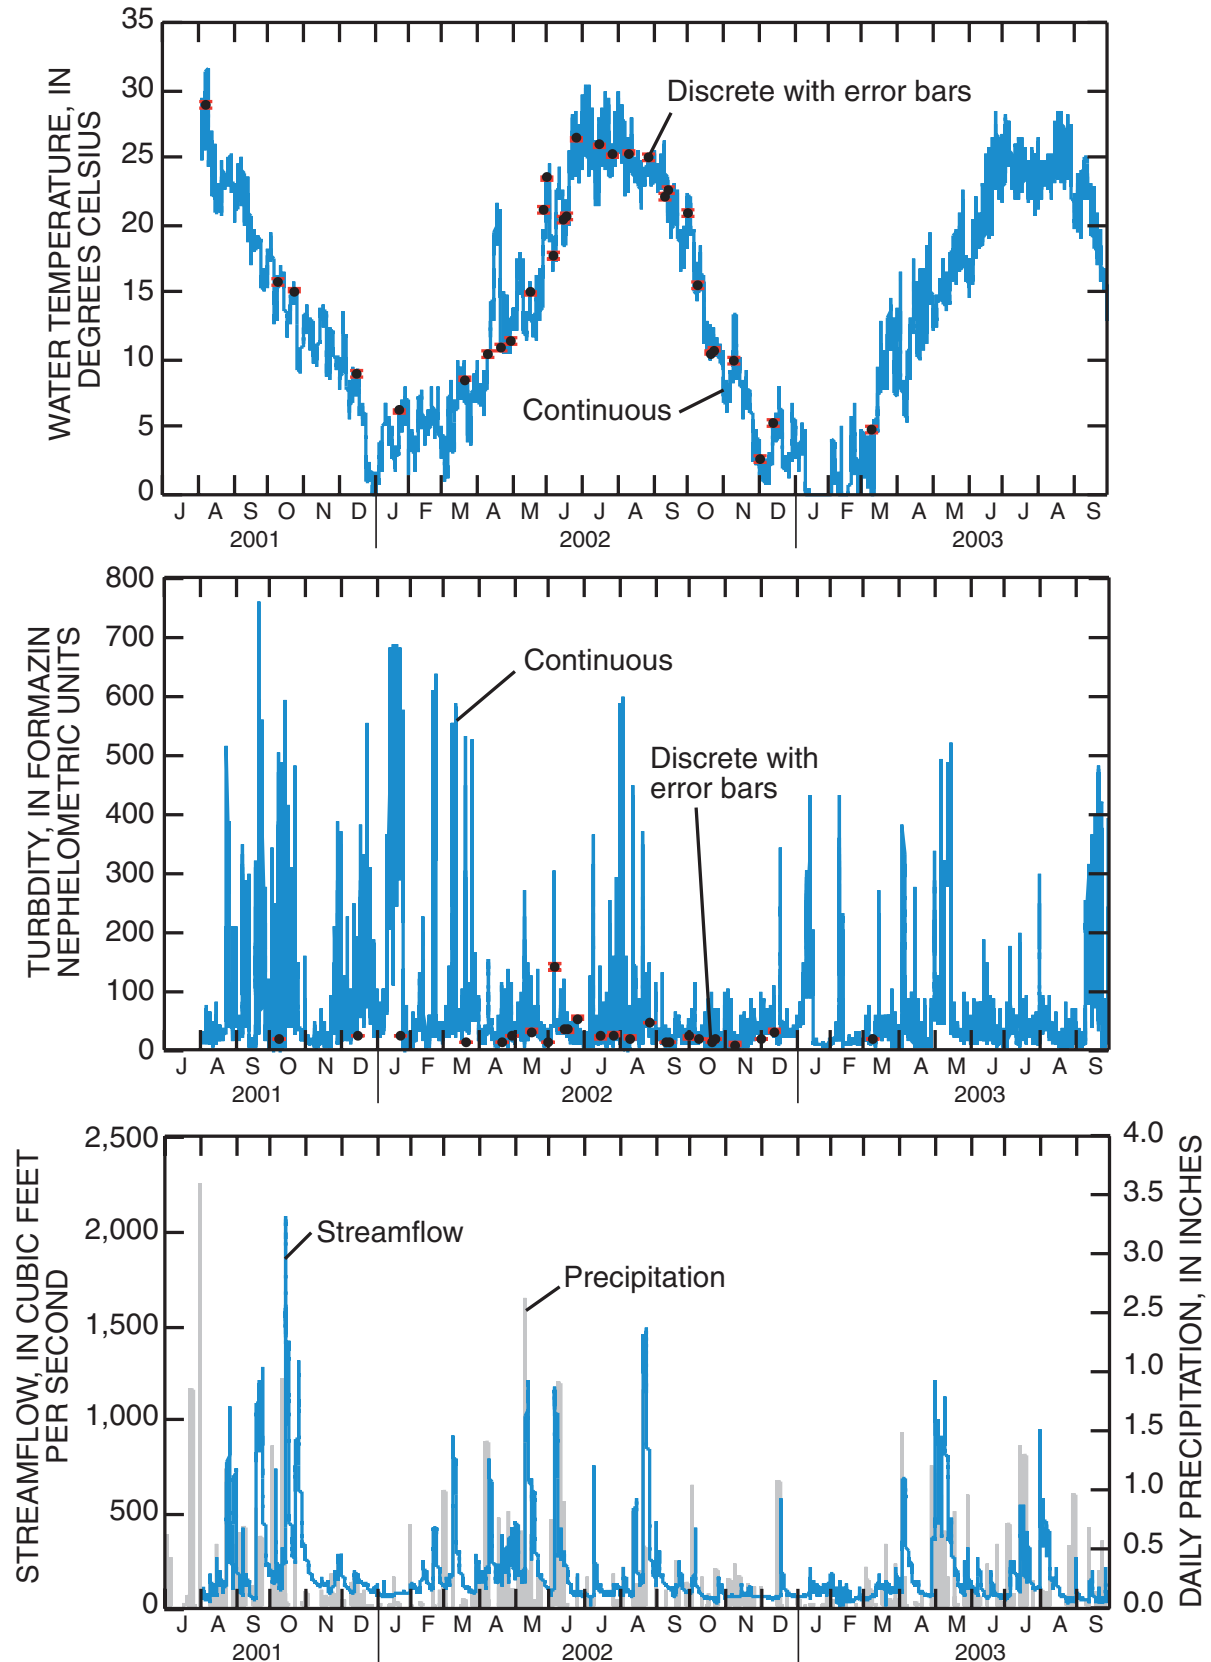 WATER TEMPERATURE, IN
DEGREES CELSIUS
35
30
25
20
15
10
5
0
Discrete with error bars
Continuous
J A S O N D J F M A M J J A S O N D J F M A M J J A S
2001 2002 2003
TURBDITY, IN FORMAZIN
NEPHELOMETRIC UNITS
800
700
600
500
400
300
200
100
0
Continuous
Discrete with
error bars
J A S O N D J F M A M J J A S O N D J F M A M J J A S
2001 2002 2003
STREAMFLOW, IN CUBIC FEET
PER SECOND
2,500
2,000
1,500
1,000
500
0
Streamflow
Precipitation
4.0
3.5
3.0
2.5
1.0
1.5
1.0
0.5
0.0
DAILY PRECIPITATION, IN INCHES
J A S O N D J F M A M J J A S O N D J F M A M J J A S
2001 2002 2003